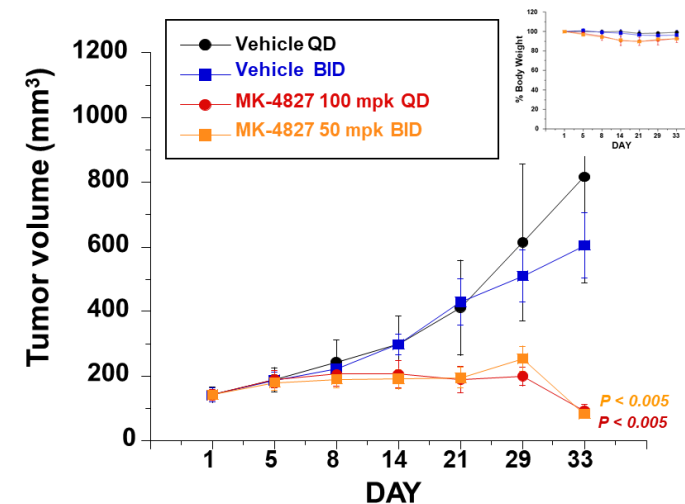 Vehicle QD
Vehicle BID
MK-4827 100 mpk QD
MK-4827 50 mpk BID
Tumor volume (mm³)
1200
1000
800
600
400
200
0
1 5 8 14 21 29 33
DAY
P < 0.005
P < 0.005
% Body Weight
120
100
80
60
40
20
0
1 5 8 14 21 29 33
DAY